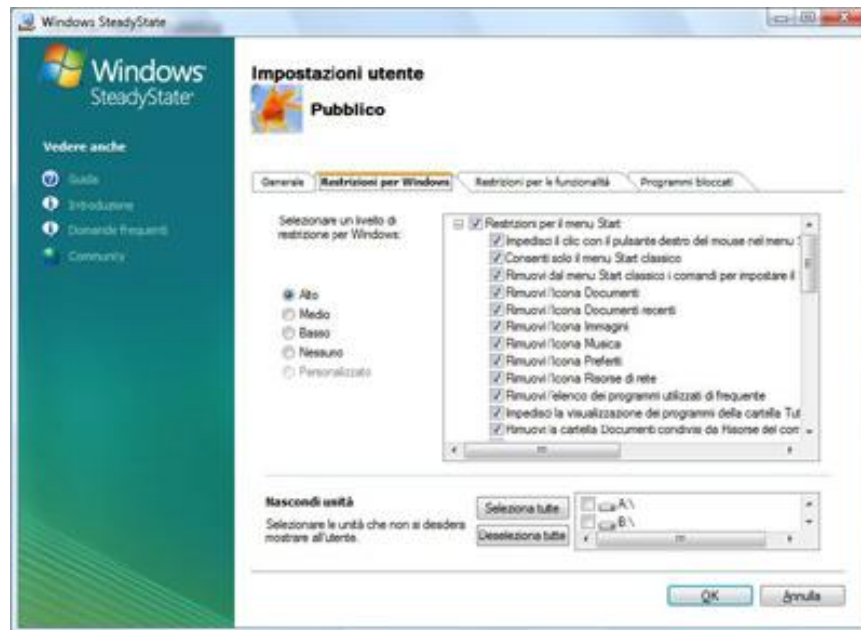 Windows SteadyState
Windows
SteadyState
Vedere anche
Guida
Introduzione
Domande frequenti
Community
Impostazioni utente
Pubblico
Generale
Restrizioni per Windows
Restrizioni per le funzionalità
Programmi bloccati
Selezionare un livello di
restrizione per Windows:
Alto
Medio
Basso
Nessuno
Personalizzato
Restrizioni per il menu Start
Impedisci il clic con il pulsante destro del mouse nel menu
Consenti solo il menu Start classico
Rimuovi dal menu Start classico i comandi per impostare il
Rimuovi l'icona Documenti
Rimuovi l'icona Documenti recenti
Rimuovi l'icona Immagini
Rimuovi l'icona Musica
Rimuovi l'icona Preferiti
Rimuovi l'icona Risorse di rete
Rimuovi l'elenco dei programmi utilizzati di frequente
Impedisci la visualizzazione dei programmi della cartella Tut
Rimuovi la cartella Documenti condivisi da Risorse del com
Nascondi unità
Selezionare le unità che non si desidera
mostrare all'utente.
Seleziona tutte
Deseleziona tutte
A:\
B:\
OK
Annulla